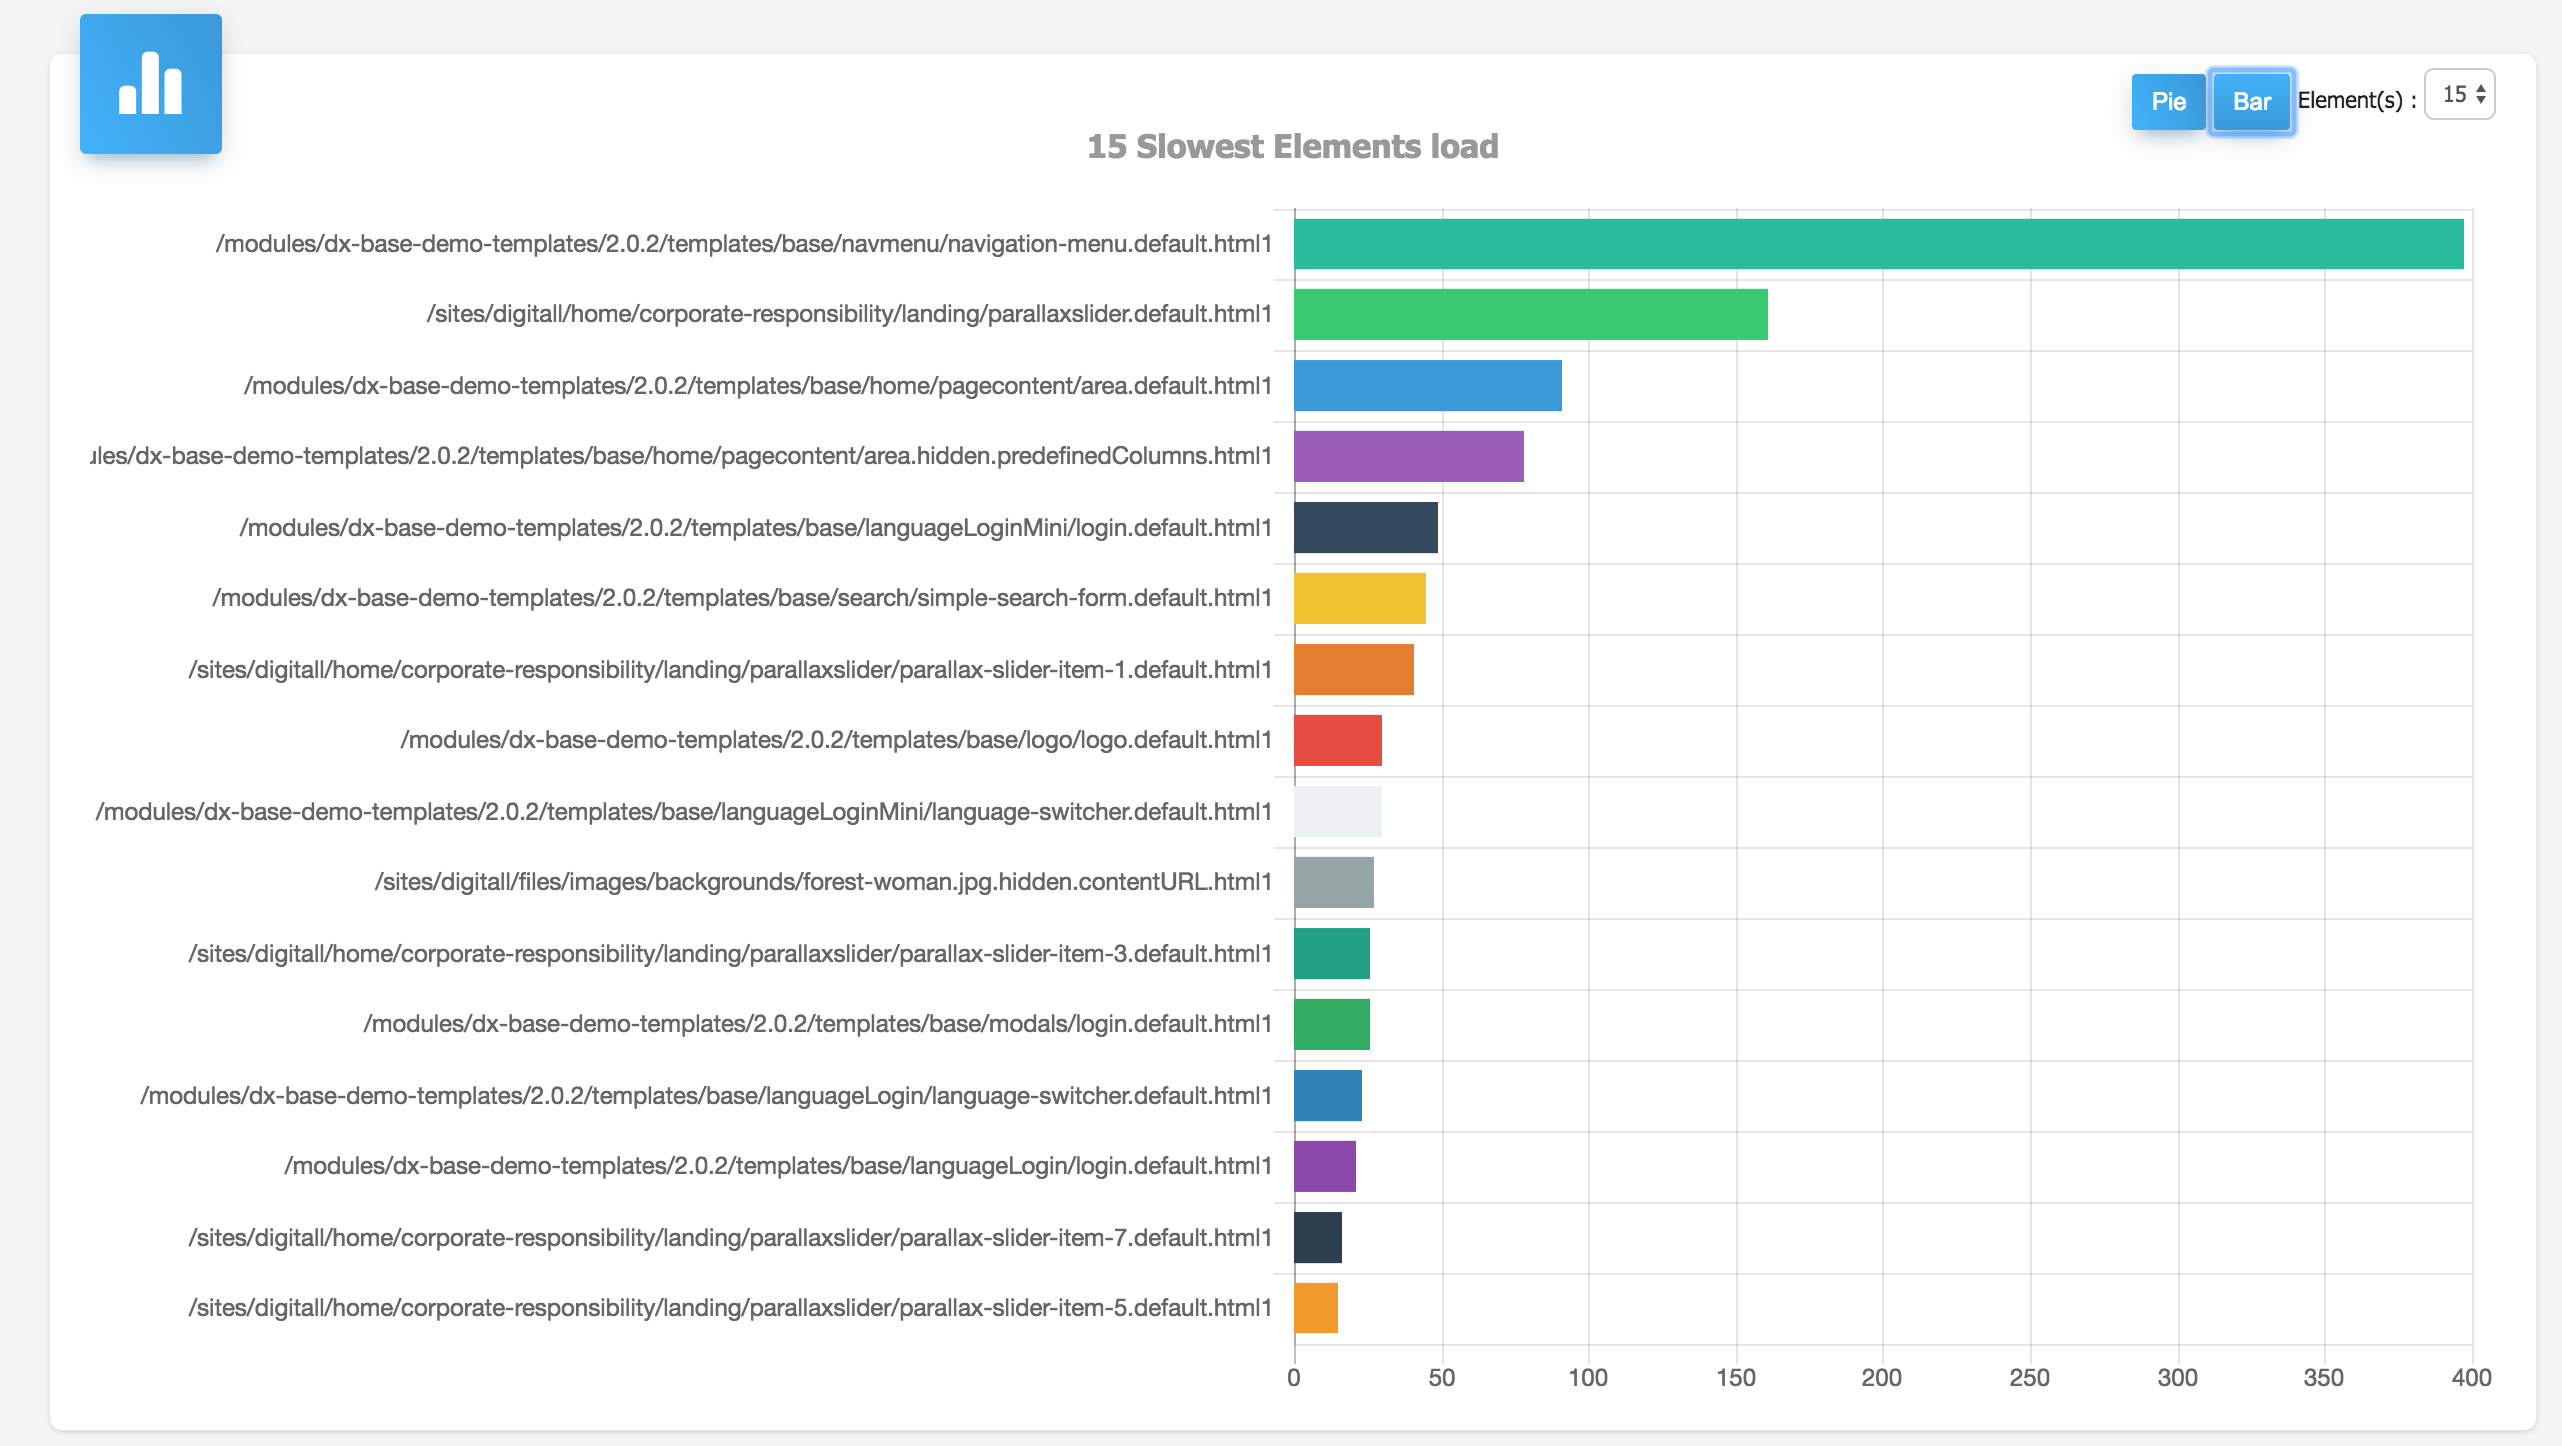 Pie
Bar
Element(s) :
15
15 Slowest Elements load
/modules/dx-base-demo-templates/2.0.2/templates/base/navmenu/navigation-menu.default.html1
/sites/digitall/home/corporate-responsibility/landing/parallaxslider.default.html1
/modules/dx-base-demo-templates/2.0.2/templates/base/home/pagecontent/area.default.html1
ules/dx-base-demo-templates/2.0.2/templates/base/home/pagecontent/area.hidden.predefinedColumns.html1
/modules/dx-base-demo-templates/2.0.2/templates/base/languageLoginMini/login.default.html1
/modules/dx-base-demo-templates/2.0.2/templates/base/search/simple-search-form.default.html1
/sites/digitall/home/corporate-responsibility/landing/parallaxslider/parallax-slider-item-1.default.html1
/modules/dx-base-demo-templates/2.0.2/templates/base/logo/logo.default.html1
/modules/dx-base-demo-templates/2.0.2/templates/base/languageLoginMini/language-switcher.default.html1
/sites/digitall/files/images/backgrounds/forest-woman.jpg.hidden.contentURL.html1
/sites/digitall/home/corporate-responsibility/landing/parallaxslider/parallax-slider-item-3.default.html1
/modules/dx-base-demo-templates/2.0.2/templates/base/modals/login.default.html1
/modules/dx-base-demo-templates/2.0.2/templates/base/languageLogin/language-switcher.default.html1
/modules/dx-base-demo-templates/2.0.2/templates/base/languageLogin/login.default.html1
/sites/digitall/home/corporate-responsibility/landing/parallaxslider/parallax-slider-item-7.default.html1
/sites/digitall/home/corporate-responsibility/landing/parallaxslider/parallax-slider-item-5.default.html1
0 50 100 150 200 250 300 350 400